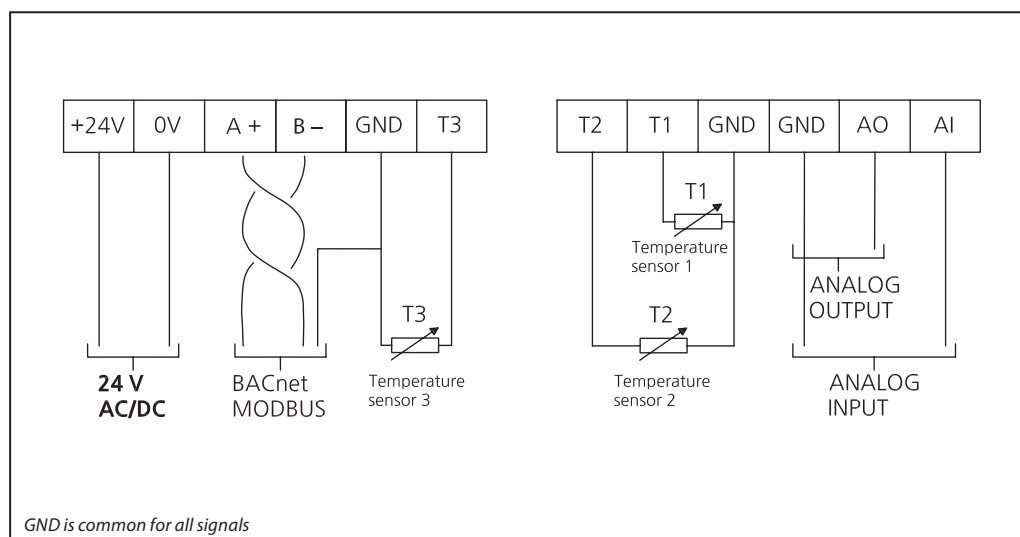 +24V 0V A + B – GND T3
T2 T1 GND GND AO AI
T1
Temperature
sensor 1
ANALOG
OUTPUT
T3
T2
24 V
AC/DC
BACnet
MODBUS
Temperature
sensor 3
Temperature
sensor 2
ANALOG
INPUT
GND is common for all signals